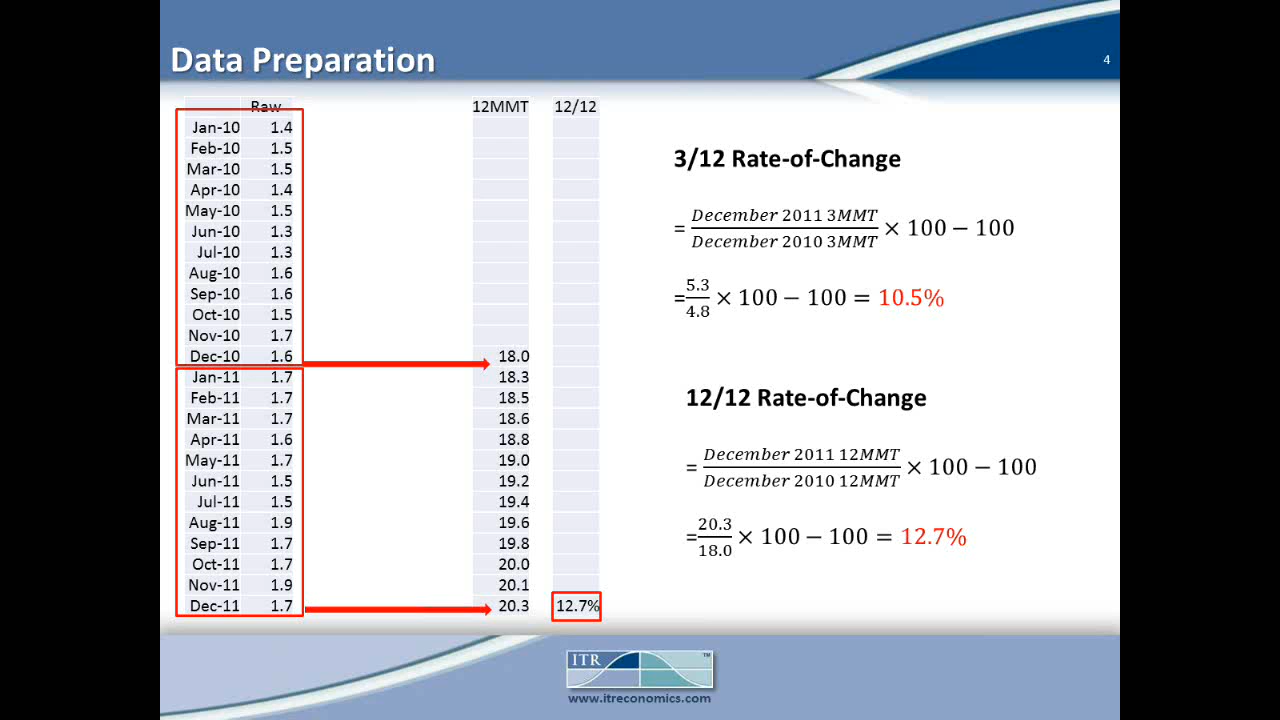 Data Preparation
4
Raw 12MMT 12/12
Jan-10 1.4
Feb-10 1.5
Mar-10 1.5
Apr-10 1.4
May-10 1.5
Jun-10 1.3
Jul-10 1.3
Aug-10 1.6
Sep-10 1.6
Oct-10 1.5
Nov-10 1.7
Dec-10 1.6 18.0
Jan-11 1.7 18.3
Feb-11 1.7 18.5
Mar-11 1.7 18.6
Apr-11 1.6 18.8
May-11 1.7 19.0
Jun-11 1.5 19.2
Jul-11 1.5 19.4
Aug-11 1.9 19.6
Sep-11 1.7 19.8
Oct-11 1.7 20.0
Nov-11 1.9 20.1
Dec-11 1.7 20.3 12.7%
3/12 Rate-of-Change
December 2011 3MMT
= × 100 − 100
December 2010 3MMT
5.3
= × 100 − 100 = 10.5%
4.8
12/12 Rate-of-Change
December 2011 12MMT
= × 100 − 100
December 2010 12MMT
20.3
= × 100 − 100 = 12.7%
18.0
ITR ™
www.itreconomics.com